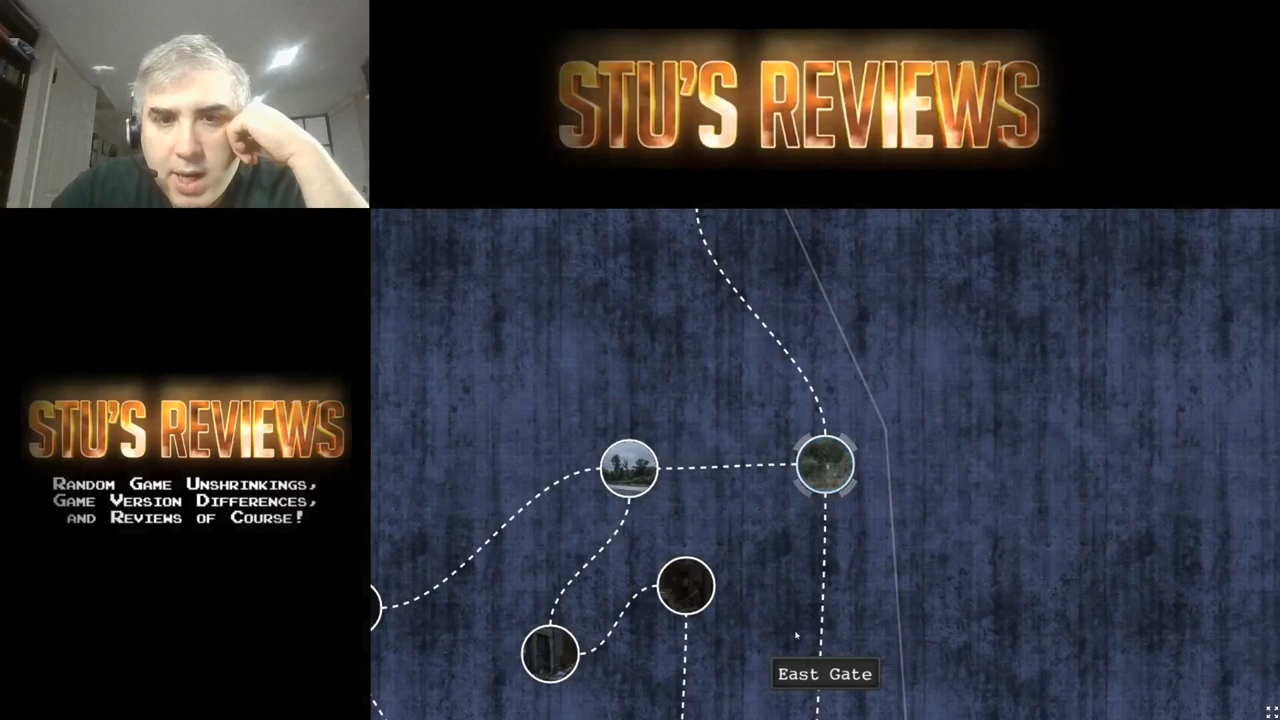 STU'S REVIEWS
STU'S REVIEWS
Random Game Unshrinkings,
Game Version Differences,
and Reviews of Course!
East Gate